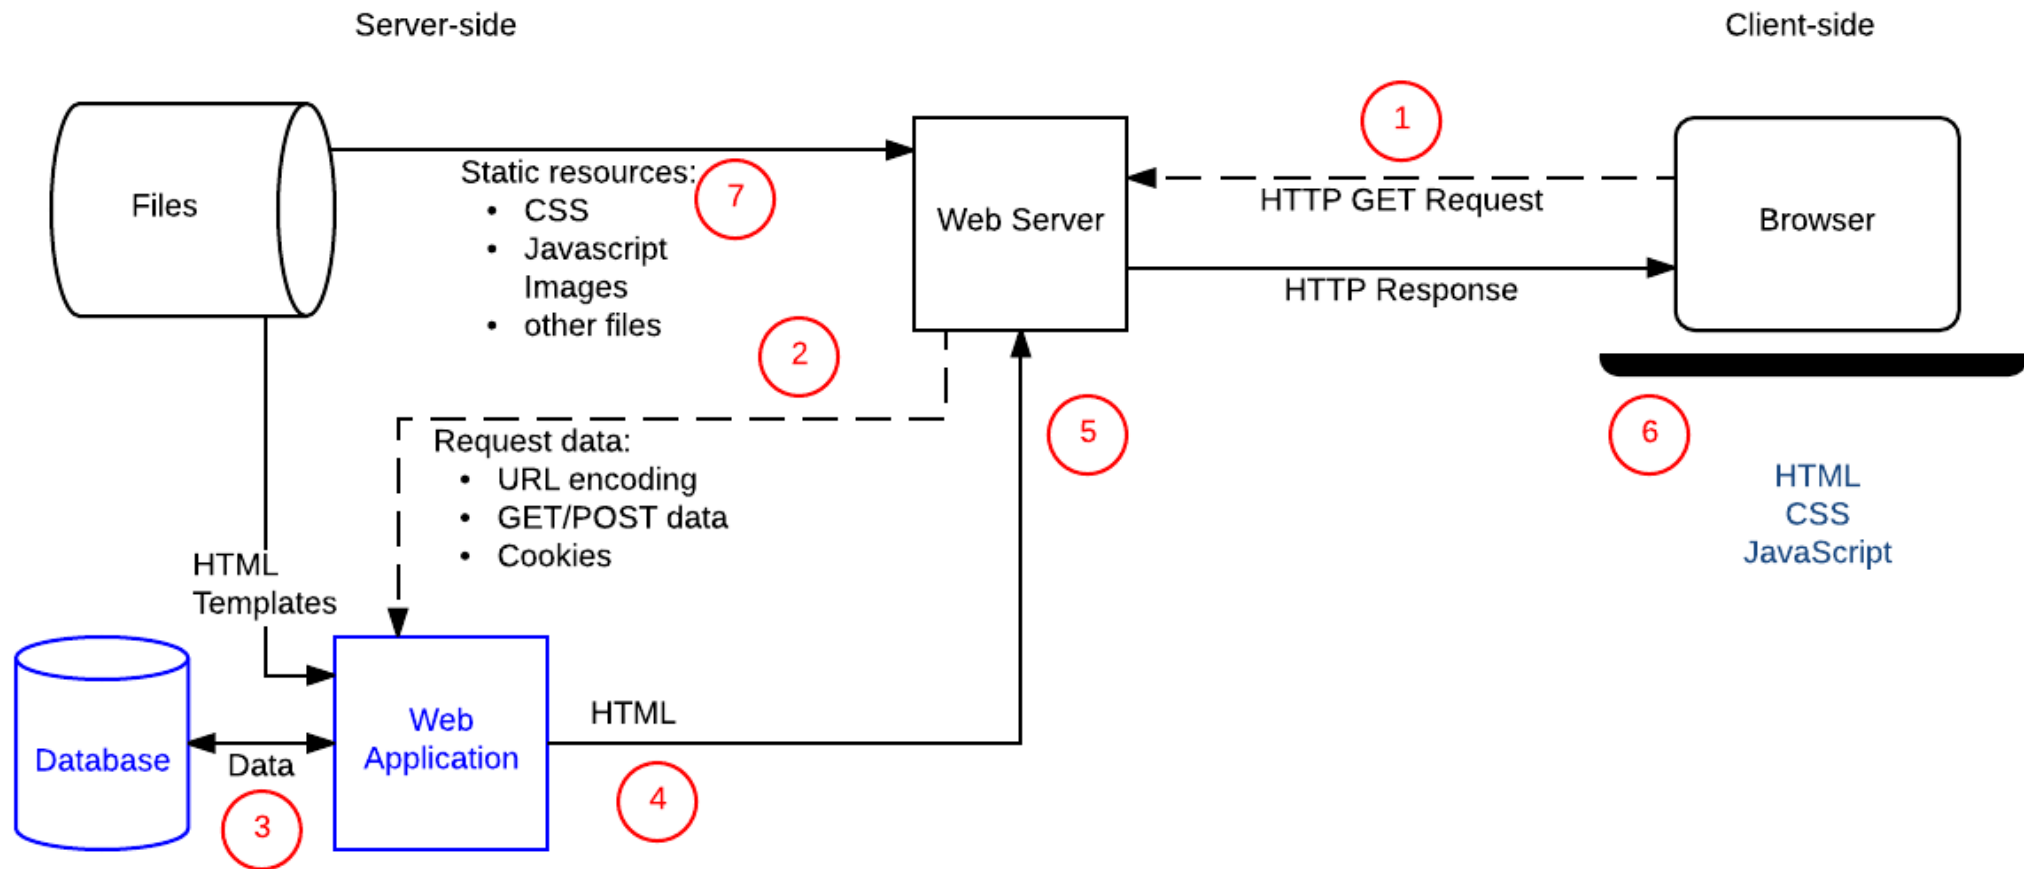 Server-side
Client-side
1
Files
Static resources:
7
• CSS
• Javascript
Images
• other files
Web Server
HTTP GET Request
HTTP Response
Browser
2
Request data:
• URL encoding
• GET/POST data
• Cookies
5
6
HTML
CSS
JavaScript
HTML
Templates
Database
Data
3
Web
Application
HTML
4